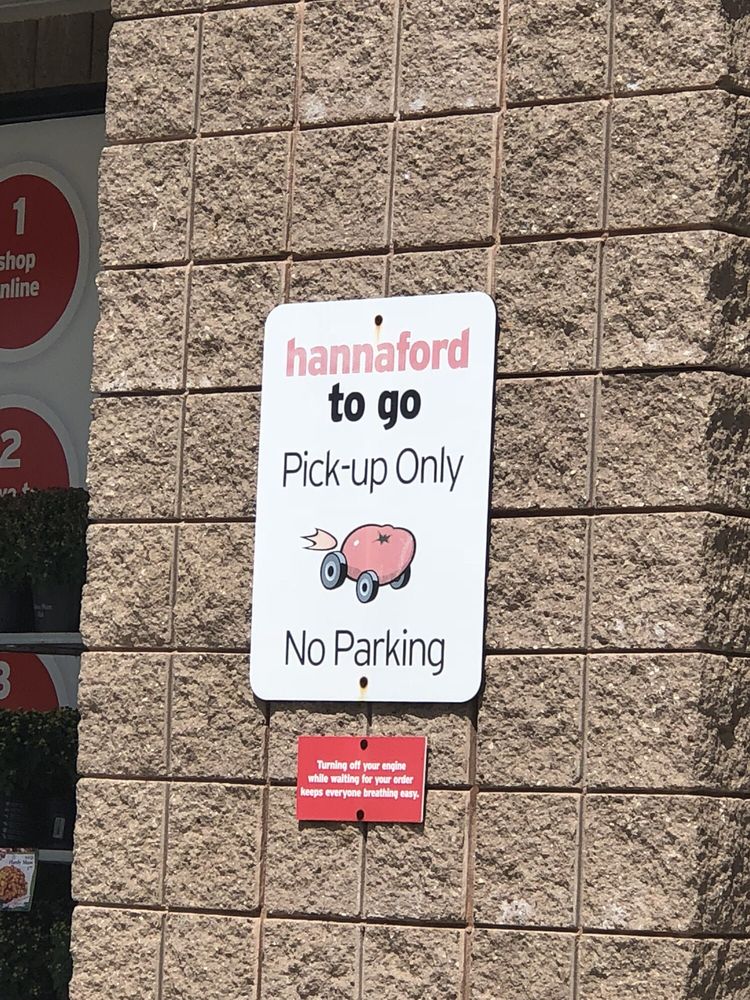 hannaford
to go
Pick-up Only
No Parking
Turning off your engine
while waiting for your order
keeps everyone breathing easy.
1
shop
nline
2
3